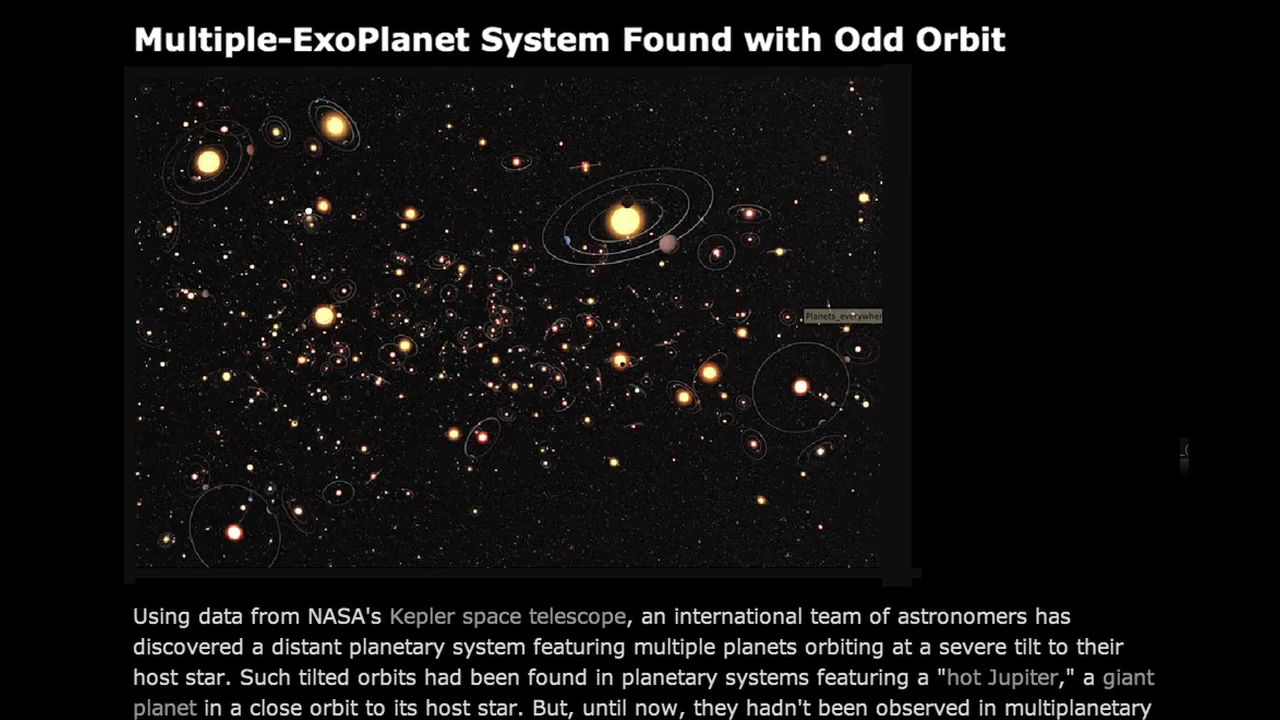 Multiple-ExoPlanet System Found with Odd Orbit
Planets_everywher
Using data from NASA's Kepler space telescope, an international team of astronomers has
discovered a distant planetary system featuring multiple planets orbiting at a severe tilt to their
host star. Such tilted orbits had been found in planetary systems featuring a "hot Jupiter," a giant
planet in a close orbit to its host star. But, until now, they hadn't been observed in multiplanetary